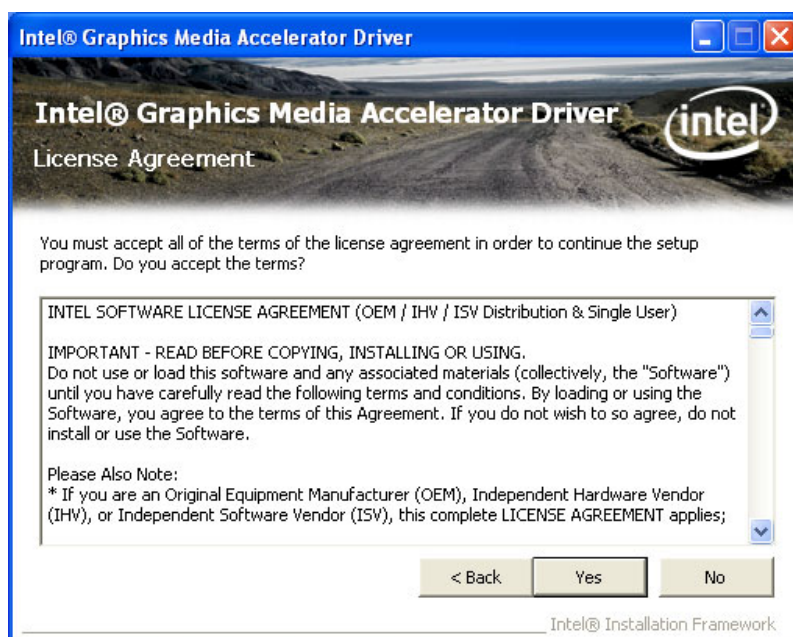 Intel® Graphics Media Accelerator Driver
Intel® Graphics Media Accelerator Driver
intel
License Agreement
You must accept all of the terms of the license agreement in order to continue the setup
program. Do you accept the terms?
INTEL SOFTWARE LICENSE AGREEMENT (OEM / IHV / ISV Distribution & Single User)
IMPORTANT - READ BEFORE COPYING, INSTALLING OR USING.
Do not use or load this software and any associated materials (collectively, the "Software")
until you have carefully read the following terms and conditions. By loading or using the
Software, you agree to the terms of this Agreement. If you do not wish to so agree, do not
install or use the Software.
Please Also Note:
* If you are an Original Equipment Manufacturer (OEM), Independent Hardware Vendor
(IHV), or Independent Software Vendor (ISV), this complete LICENSE AGREEMENT applies;
< Back Yes No
Intel® Installation Framework